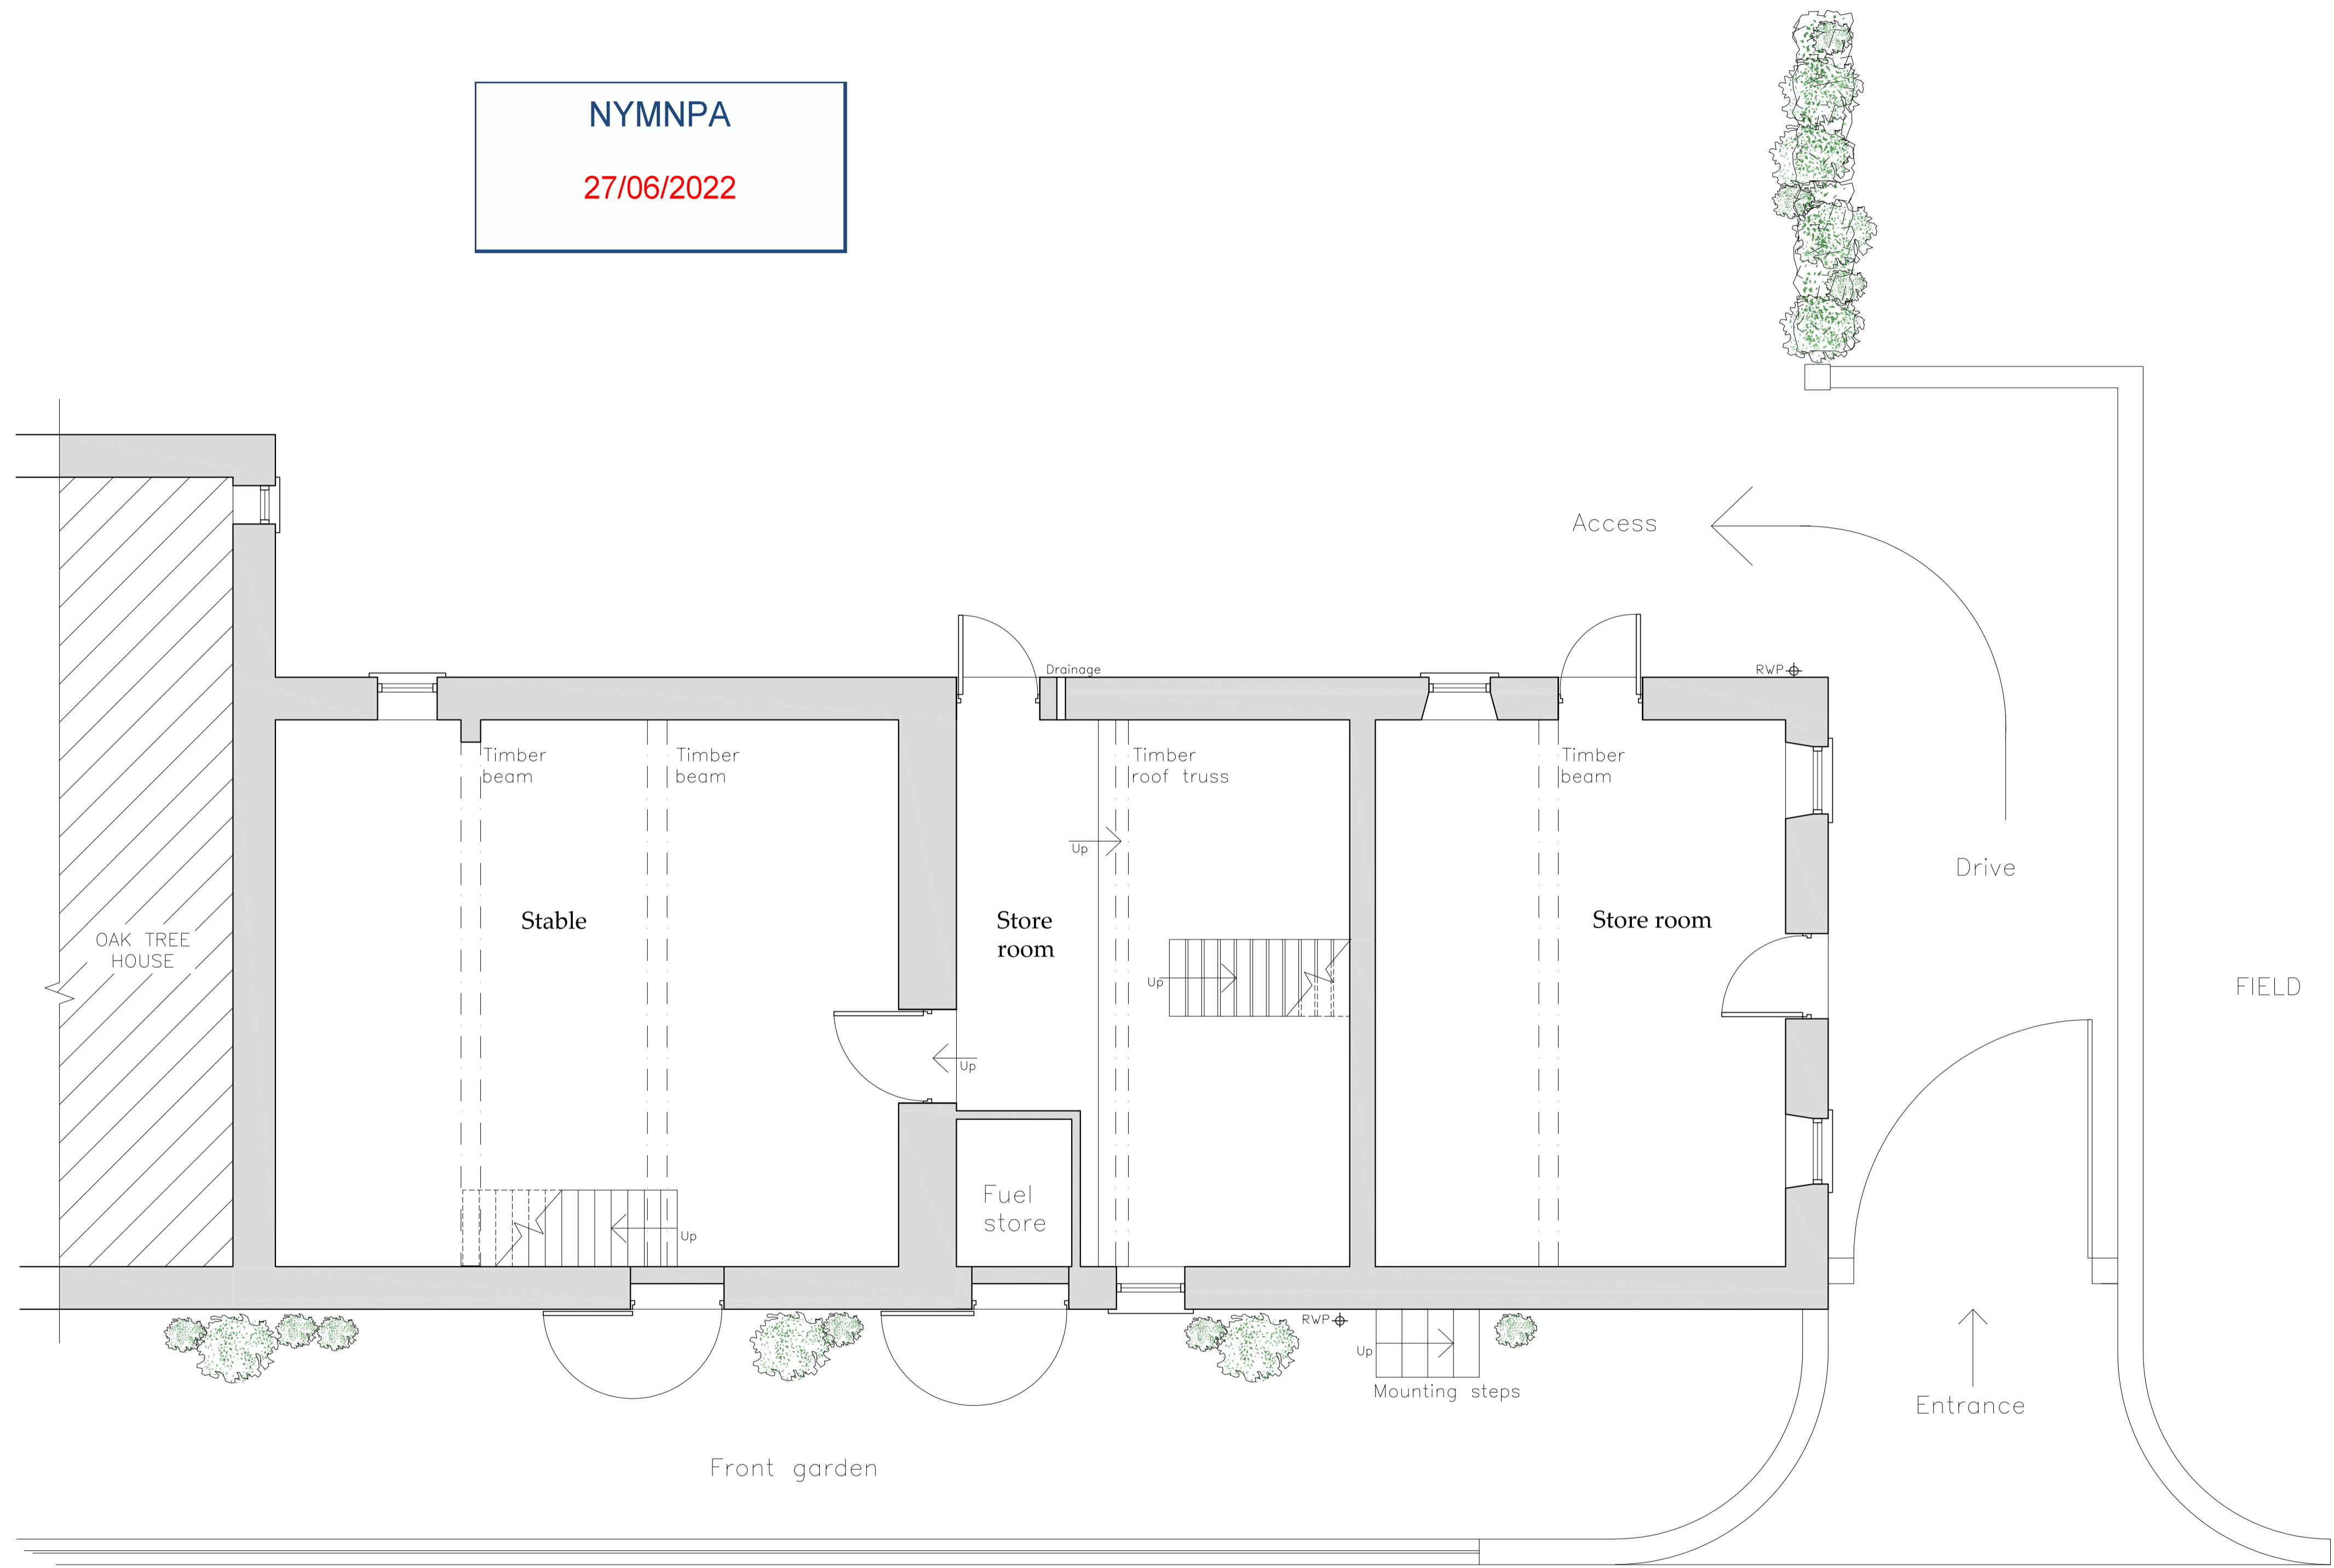 NYMNPA
27/06/2022
Access
Drainage
RWP
Timber
beam
Timber
beam
Timber
roof truss
Timber
beam
Up
Drive
Stable
Store
room
Store room
OAK TREE
HOUSE
Up
FIELD
Up
Fuel
store
Up
RWP
Up
Mounting steps
Entrance
Front garden